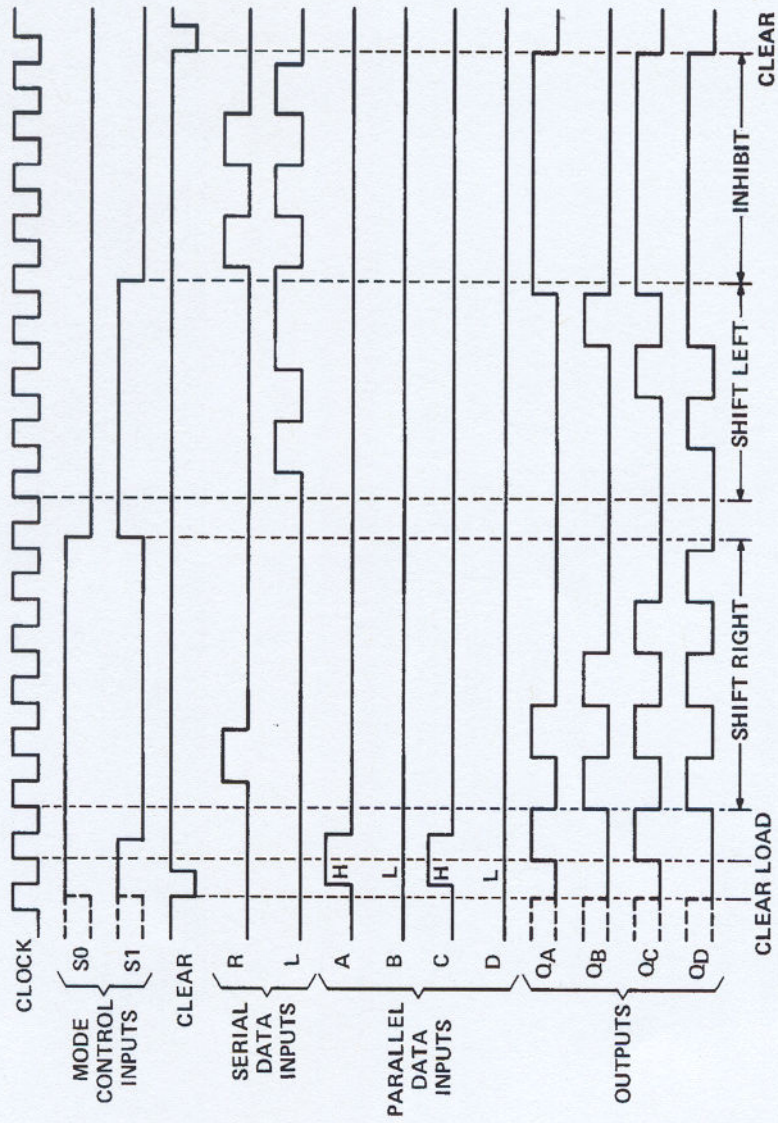 CLOCK
MODE
CONTROL
INPUTS
S0
S1
CLEAR
SERIAL
DATA
INPUTS
R
L
PARALLEL
DATA
INPUTS
A
H
B
L
C
H
D
L
OUTPUTS
QA
QB
QC
QD
SHIFT RIGHT
SHIFT LEFT
INHIBIT
CLEAR LOAD
CLEAR